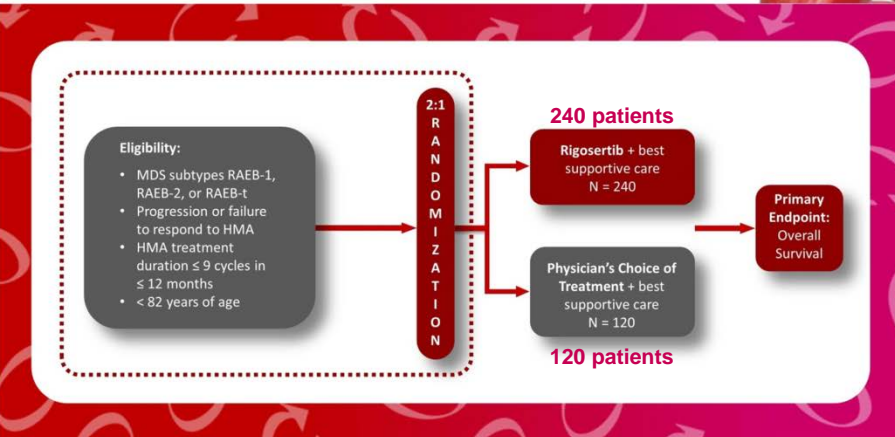 Eligibility:
• MDS subtypes RAEB-1,
RAEB-2, or RAEB-t
• Progression or failure
to respond to HMA
• HMA treatment
duration ≤ 9 cycles in
≤ 12 months
• < 82 years of age
2:1
R
A
N
D
O
M
I
Z
A
T
I
O
N
240 patients
Rigosertib + best
supportive care
N = 240
Physician's Choice of
Treatment + best
supportive care
N = 120
120 patients
Primary
Endpoint:
Overall
Survival